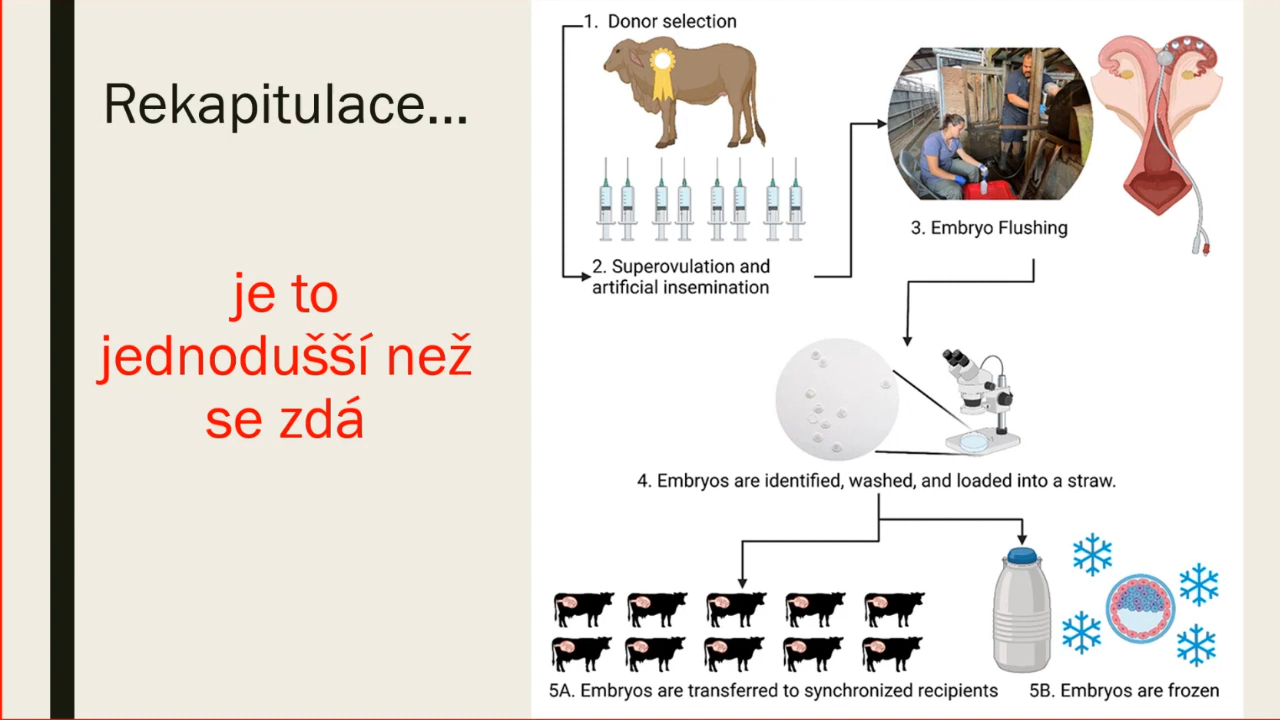 Rekapitulace...
je to
jednodušší než
se zdá
1. Donor selection
2. Superovulation and
artificial insemination
3. Embryo Flushing
4. Embryos are identified, washed, and loaded into a straw.
5A. Embryos are transferred to synchronized recipients
5B. Embryos are frozen